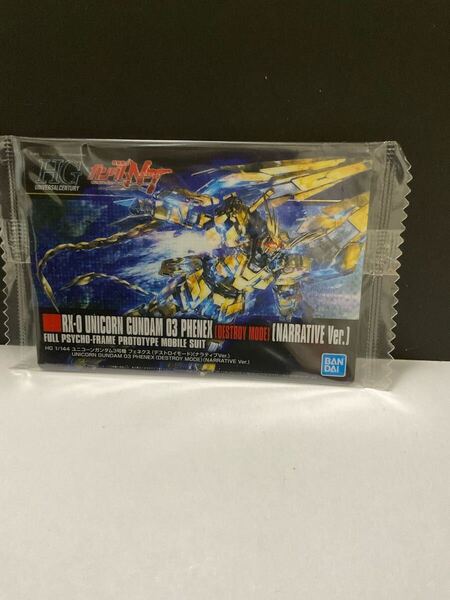 HG
UNIVERSAL CENTURY
ガンダムNT
RX-0 UNICORN GUNDAM 03 PHENEX (DESTROY MODE) (NARRATIVE Ver.)
FULL PSYCHO-FRAME PROTOTYPE MOBILE SUIT
HG 1/144 ユニコーンガンダム3号機 フェネクス(デストロイモード)(ナラティブVer.)
UNICORN GUNDAM 03 PHENEX (DESTROY MODE) (NARRATIVE Ver.)
BAN
DAI